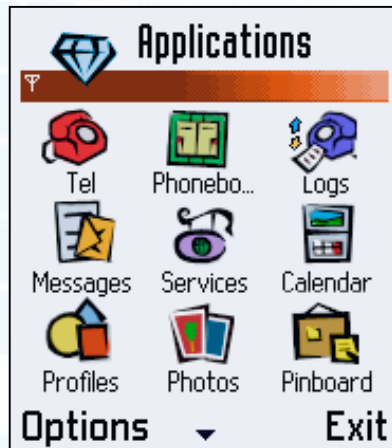 Applications
Tel Phonebo... Logs
Messages Services Calendar
Profiles Photos Pinboard
Options Exit